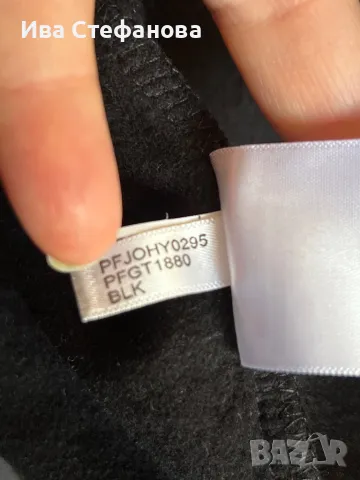 Ива Стефанова
PFJOHY0295
PFGT1880
BLK
BAZAR